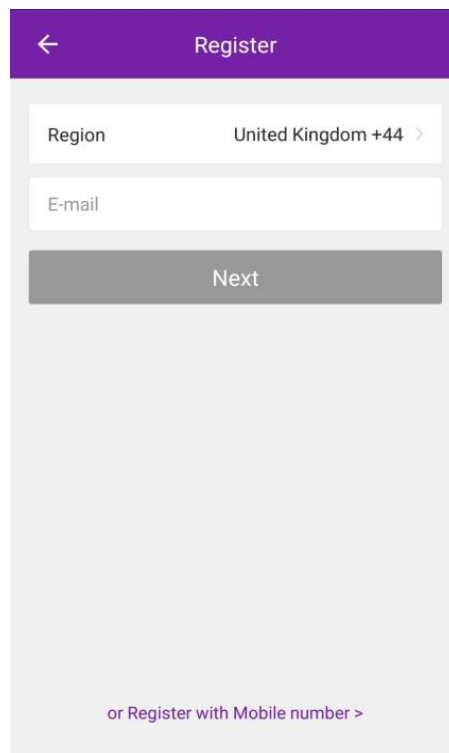 Register
Region United Kingdom +44 >
E-mail
Next
or Register with Mobile number >